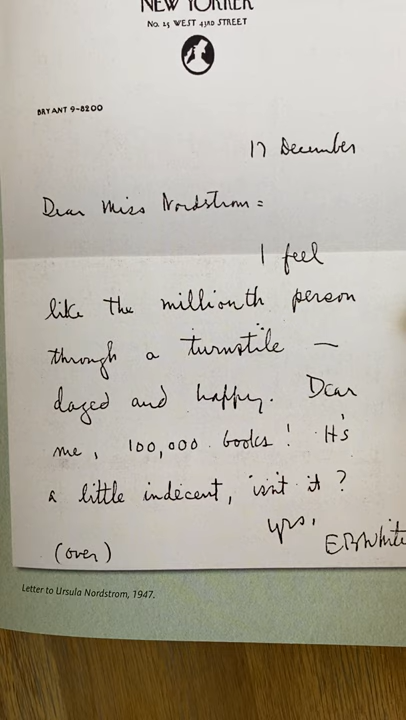 NEW YORKER
No. 25 WEST 43RD STREET
BRYANT 9-8200
17 December
Dear Miss Nordstrom:
I feel
like the millionth person
through a turnstile —
dazed and happy. Dear
me, 100,000 books! It's
a little indecent, isn't it?
Yrs,
EBWhite
(over)
Letter to Ursula Nordstrom, 1947.